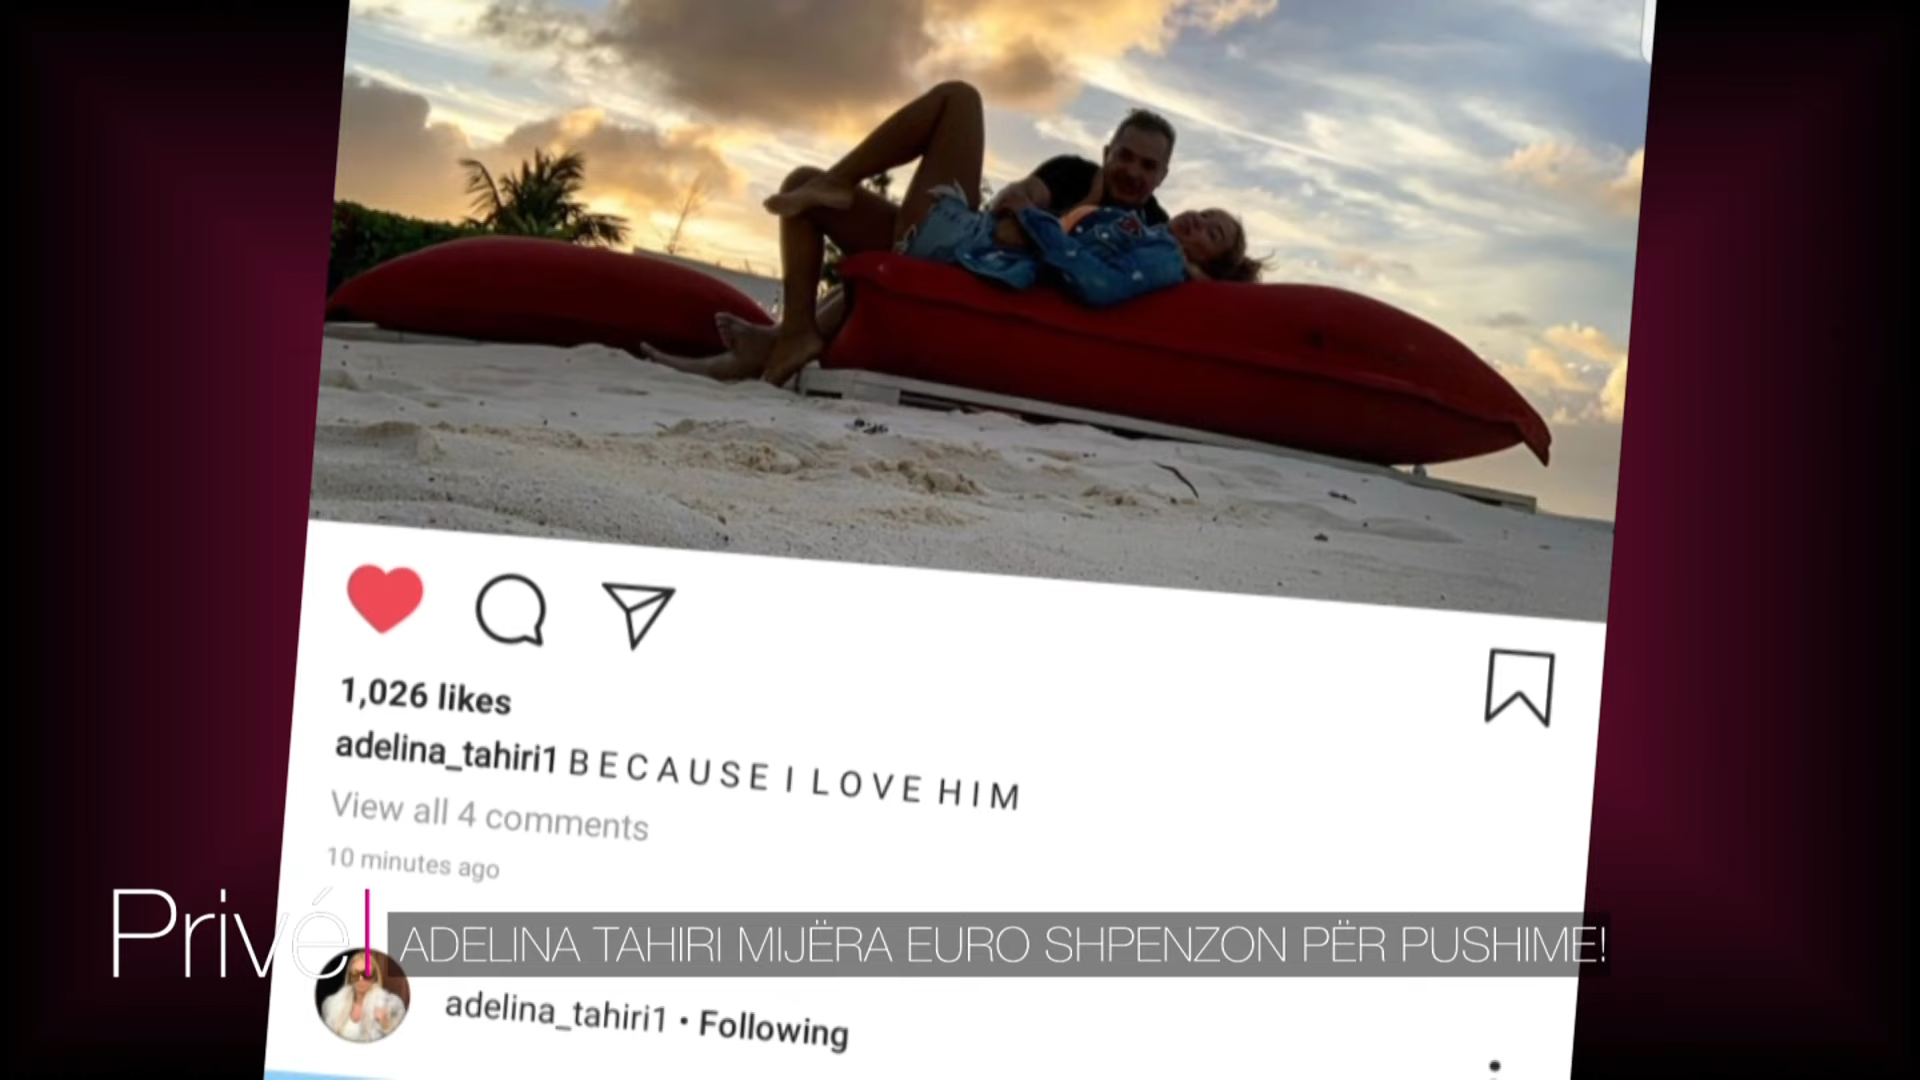 1,026 likes
adelina_tahiri1 B E C A U S E I L O V E H I M
View all 4 comments
10 minutes ago
Privé
ADELINA TAHIRI MIJËRA EURO SHPENZON PËR PUSHIME!
adelina_tahiri1 • Following